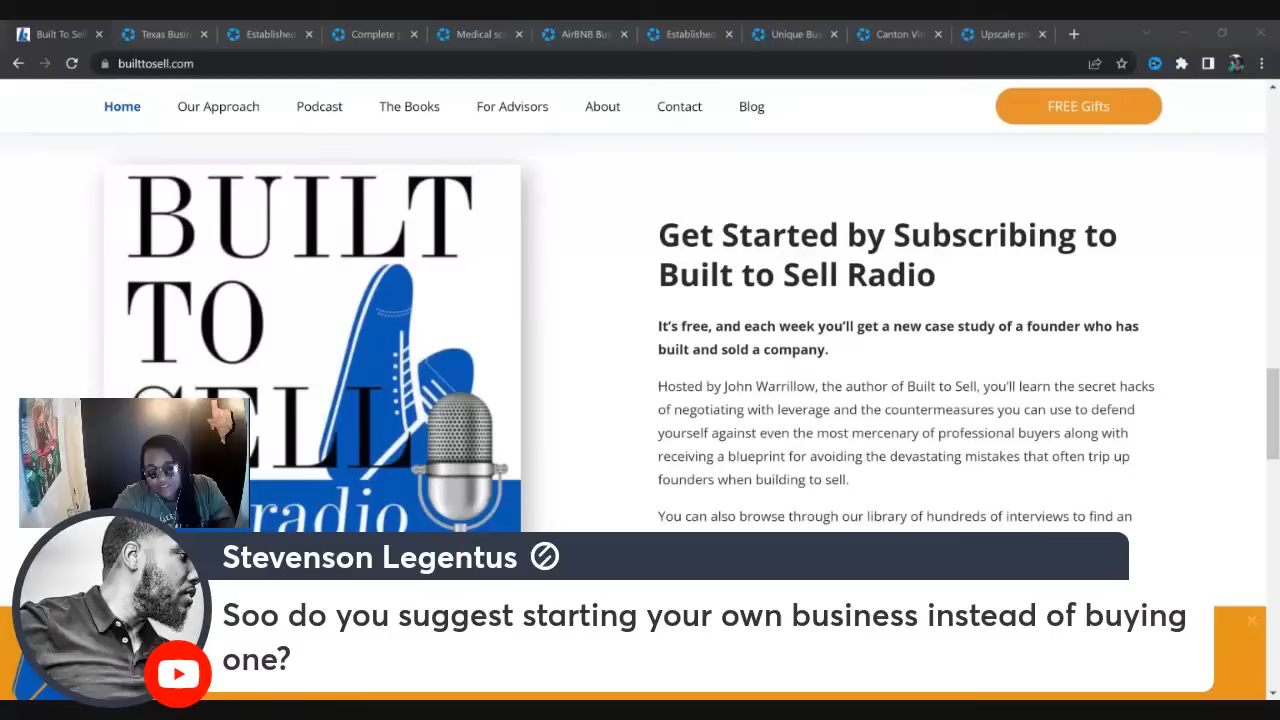 Built To Sell
Texas Busi
Established
Complete
Medical sc
AirBNB Bus
Established
Unique Bus
Canton Vin
Upscale
builttosell.com
Home
Our Approach
Podcast
The Books
For Advisors
About
Contact
Blog
FREE Gifts
BUILT
TO
SELL
radio
Get Started by Subscribing to
Built to Sell Radio
It's free, and each week you'll get a new case study of a founder who has
built and sold a company.
Hosted by John Warrillow, the author of Built to Sell, you'll learn the secret hacks
of negotiating with leverage and the countermeasures you can use to defend
yourself against even the most mercenary of professional buyers along with
receiving a blueprint for avoiding the devastating mistakes that often trip up
founders when building to sell.
You can also browse through our library of hundreds of interviews to find an
Stevenson Legentus
Soo do you suggest starting your own business instead of buying
one?